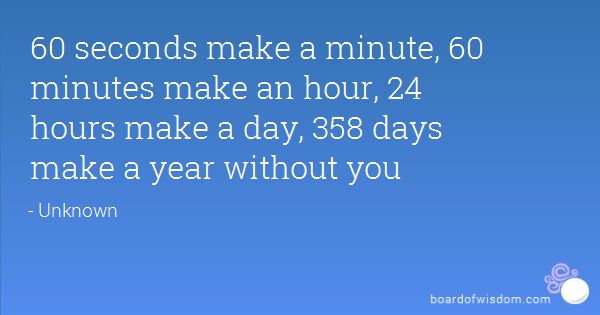 60 seconds make a minute, 60
minutes make an hour, 24
hours make a day, 358 days
make a year without you
- Unknown
boardofwisdom.com